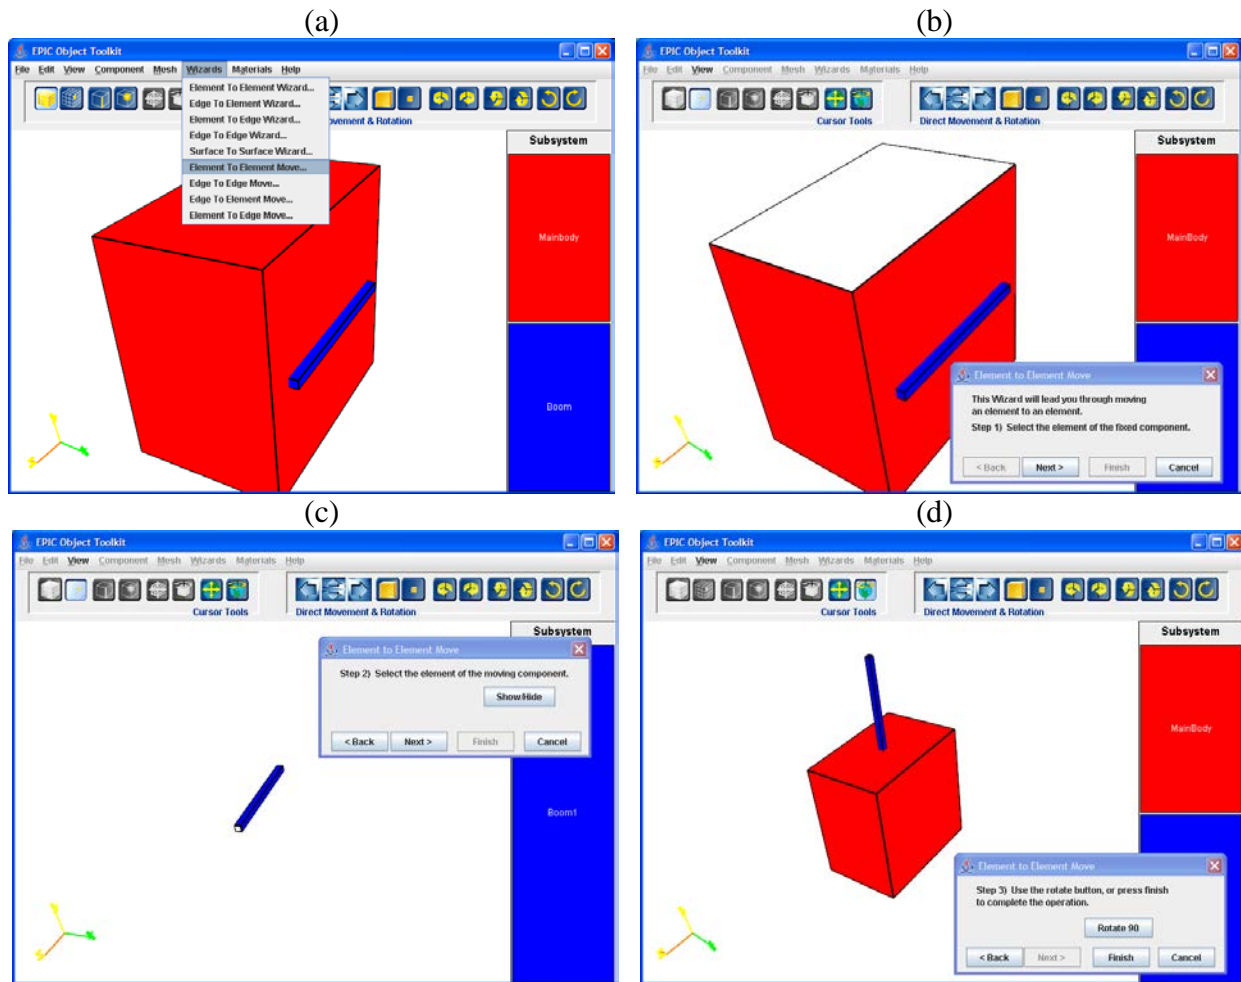 (a)
EPIC Object Toolkit
File Edit View Component Mesh Wizards Materials Help
Element To Element Wizard...
Edge To Element Wizard...
Element To Edge Wizard...
Edge To Edge Wizard...
Surface To Surface Wizard...
Element To Element Move...
Edge To Edge Move...
Edge To Element Move...
Element To Edge Move...
ovement & Rotation
Subsystem
Mainbody
Boom
(b)
EPIC Object Toolkit
File Edit View Component Mesh Wizards Materials Help
Cursor Tools
Direct Movement & Rotation
Subsystem
MainBody
Element to Element Move
This Wizard will lead you through moving
an element to an element.
Step 1) Select the element of the fixed component.
< Back Next > Finish Cancel
(c)
EPIC Object Toolkit
File Edit View Component Mesh Wizards Materials Help
Cursor Tools
Direct Movement & Rotation
Subsystem
Element to Element Move
Step 2) Select the element of the moving component.
Show/Hide
< Back Next > Finish Cancel
Boom1
(d)
EPIC Object Toolkit
File Edit View Component Mesh Wizards Materials Help
Cursor Tools
Direct Movement & Rotation
Subsystem
MainBody
Element to Element Move
Step 3) Use the rotate button, or press finish
to complete the operation.
Rotate 90
< Back Next > Finish Cancel